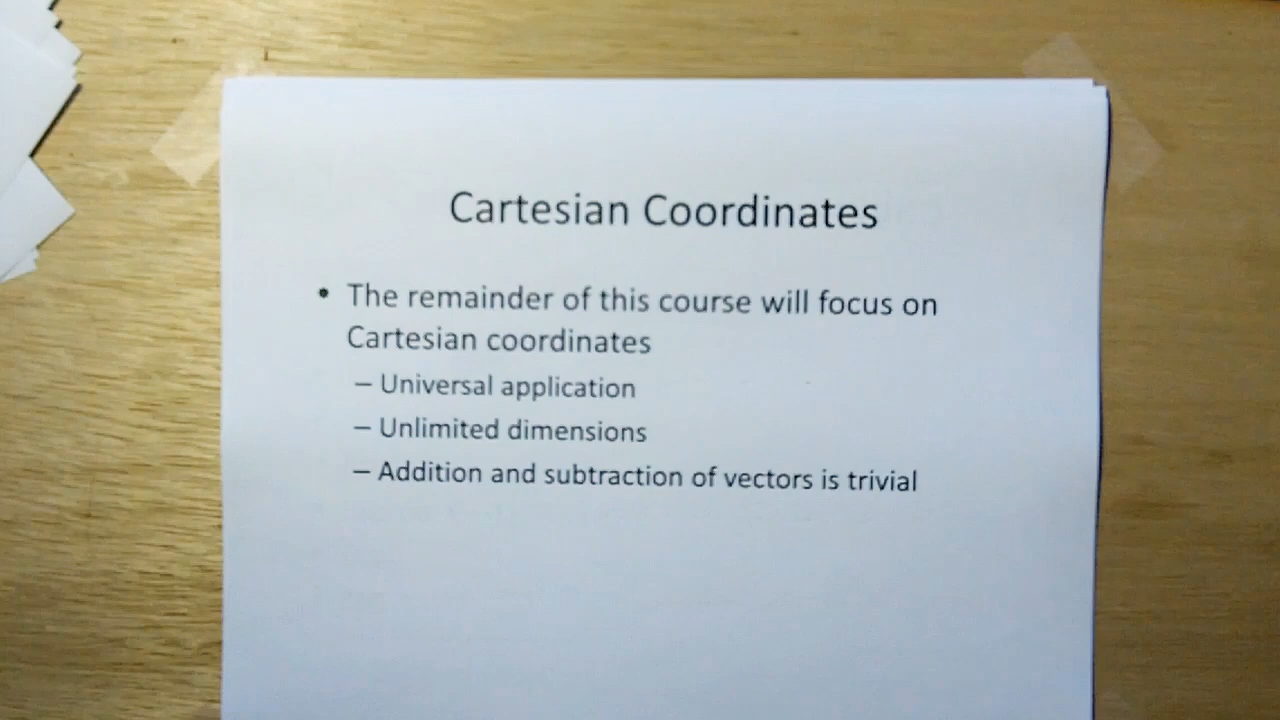 Cartesian Coordinates
• The remainder of this course will focus on
Cartesian coordinates
– Universal application
– Unlimited dimensions
– Addition and subtraction of vectors is trivial